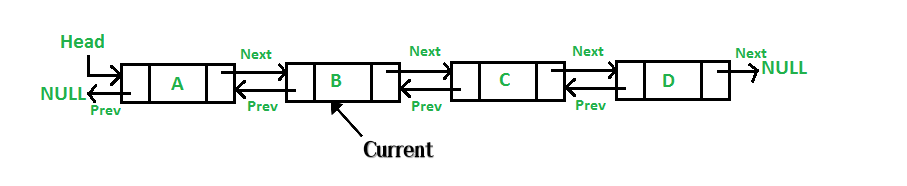 Head
Next
Next
Next
Next
A
B
C
D
NULL
NULL
Prev
Prev
Prev
Prev
Current